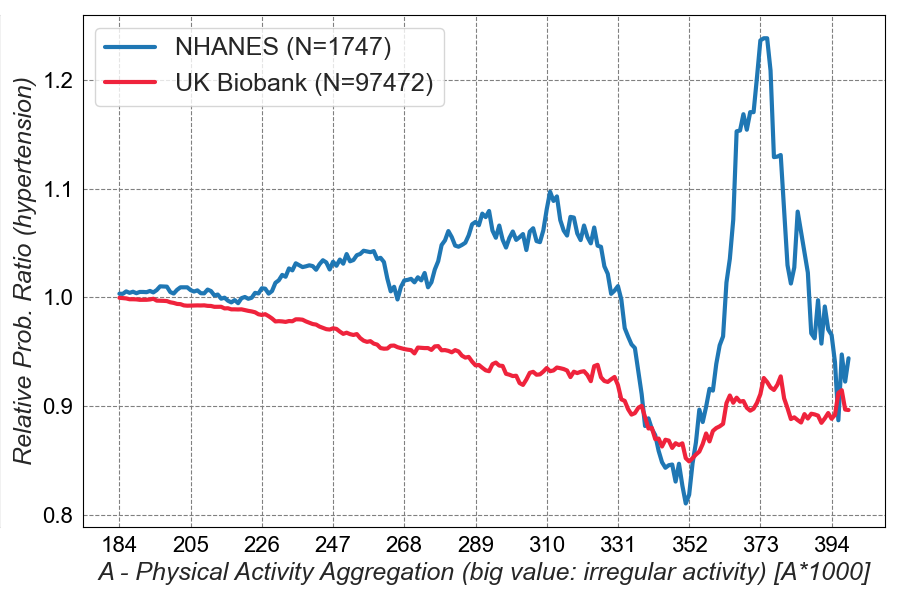 NHANES (N=1747)
UK Biobank (N=97472)
Relative Prob. Ratio (hypertension)
1.2
1.1
1.0
0.9
0.8
184 205 226 247 268 289 310 331 352 373 394
A - Physical Activity Aggregation (big value: irregular activity) [A*1000]